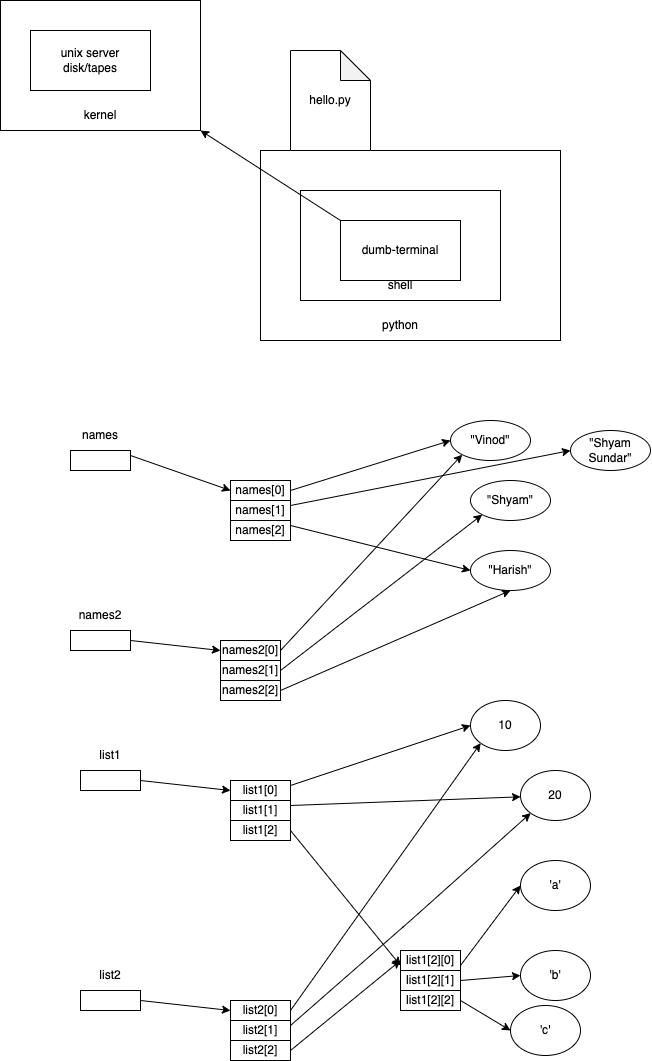 unix server
disk/tapes
kernel
hello.py
dumb-terminal
shell
python
names
"Vinod"
"Shyam
Sundar"
names[0]
names[1]
names[2]
"Shyam"
"Harish"
names2
names2[0]
names2[1]
names2[2]
10
list1
list1[0]
list1[1]
list1[2]
20
'a'
list1[2][0]
list1[2][1]
list1[2][2]
'b'
'c'
list2
list2[0]
list2[1]
list2[2]